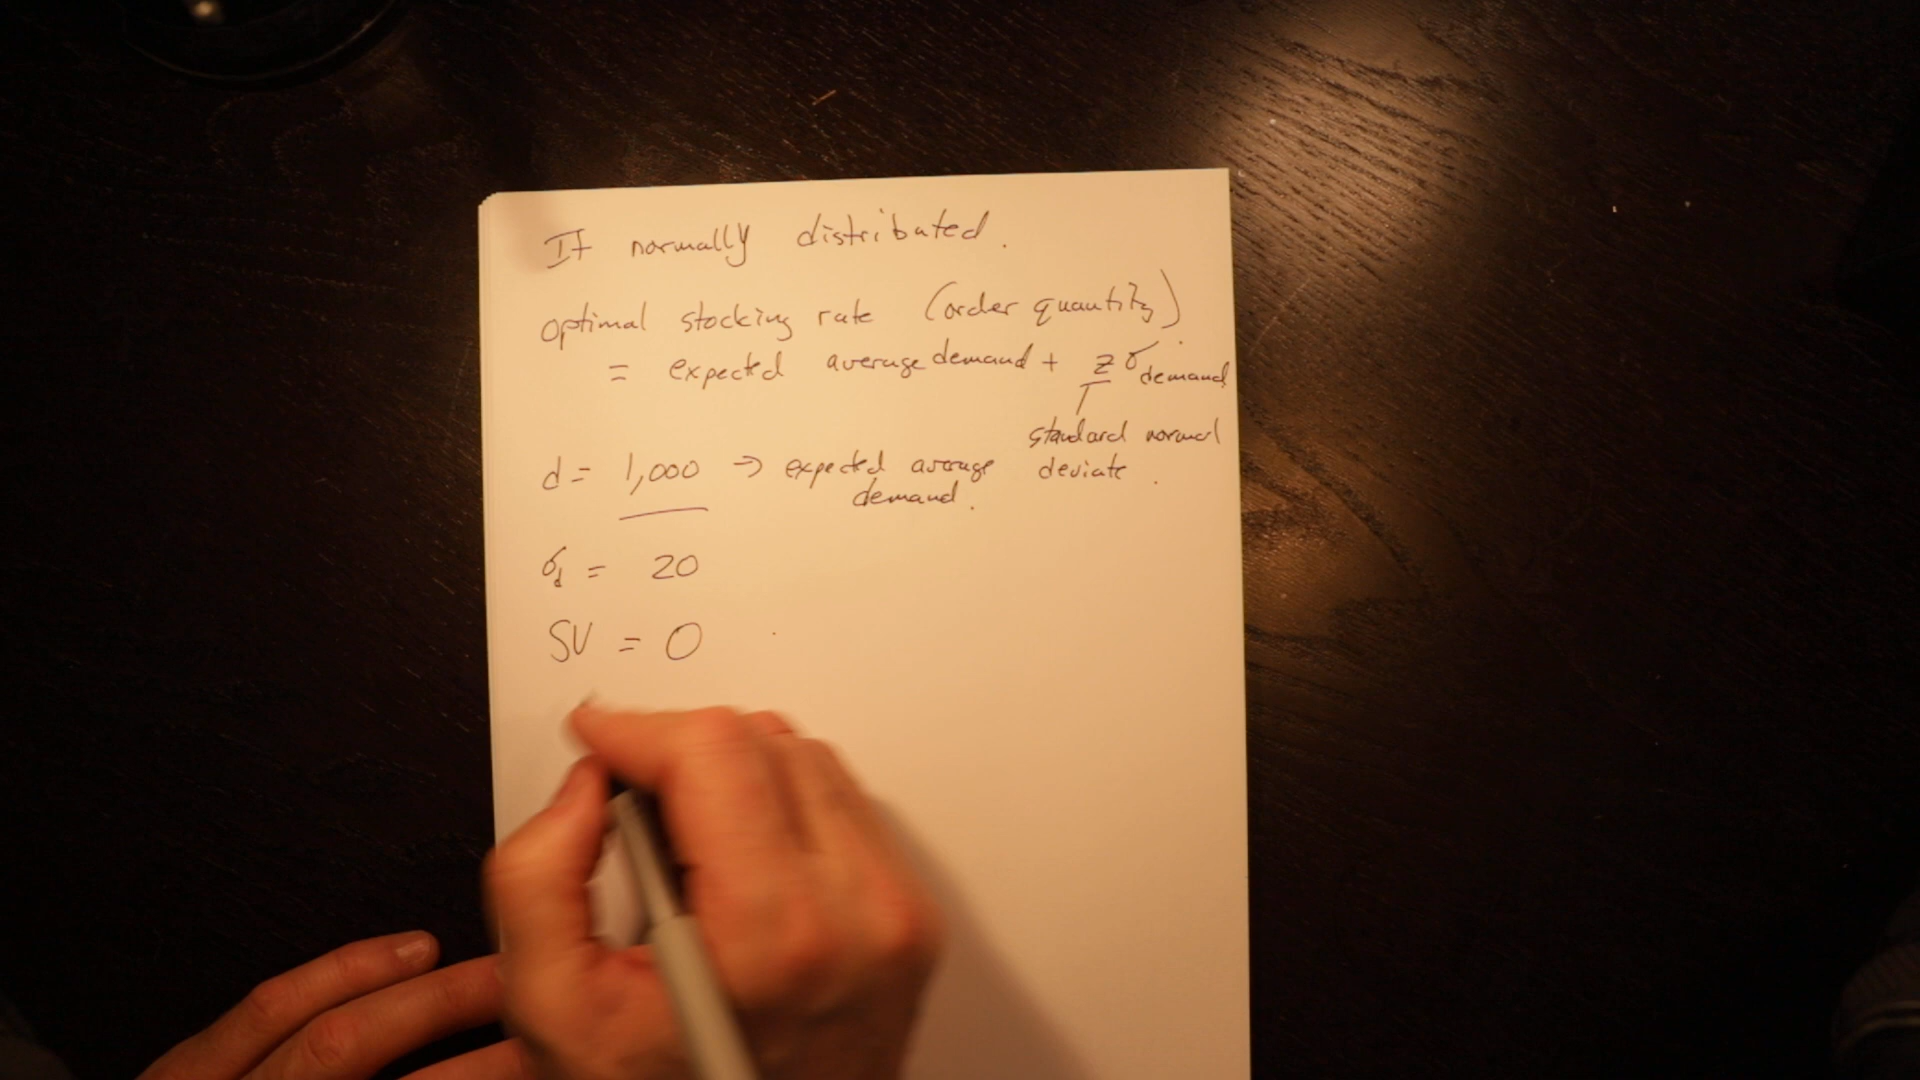 If normally distributed.
optimal stocking rate (order quantity)
= expected average demand + z σ demand
standard normal deviate.
d = 1,000 → expected average demand.
σd = 20
SV = 0